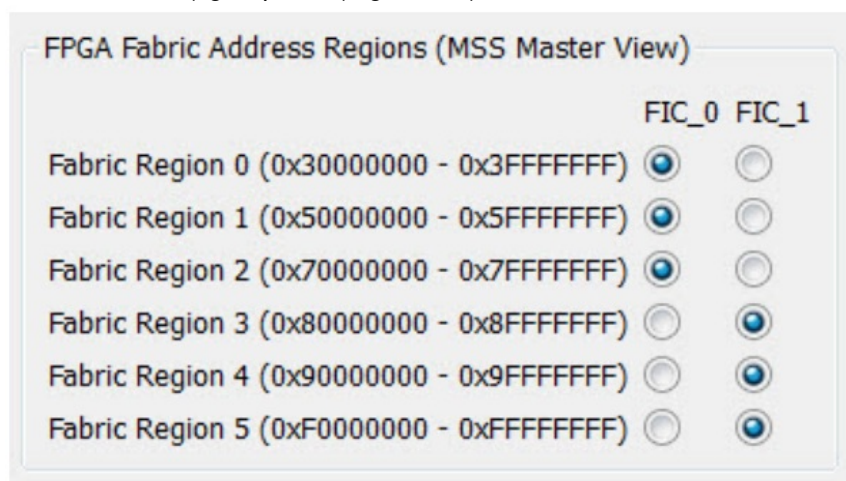 FPGA Fabric Address Regions (MSS Master View)
FIC_0 FIC_1
Fabric Region 0 (0x30000000 - 0x3FFFFFFF)
Fabric Region 1 (0x50000000 - 0x5FFFFFFF)
Fabric Region 2 (0x70000000 - 0x7FFFFFFF)
Fabric Region 3 (0x80000000 - 0x8FFFFFFF)
Fabric Region 4 (0x90000000 - 0x9FFFFFFF)
Fabric Region 5 (0xF0000000 - 0xFFFFFFFF)